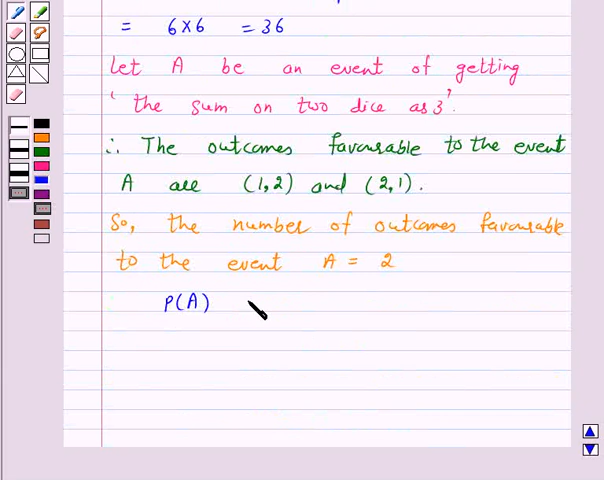 = 6×6 = 36
Let A be an event of getting
'the sum on two dice as 3'.
∴ The outcomes favourable to the event
A are (1,2) and (2,1).
So, the number of outcomes favourable
to the event A = 2
P(A)